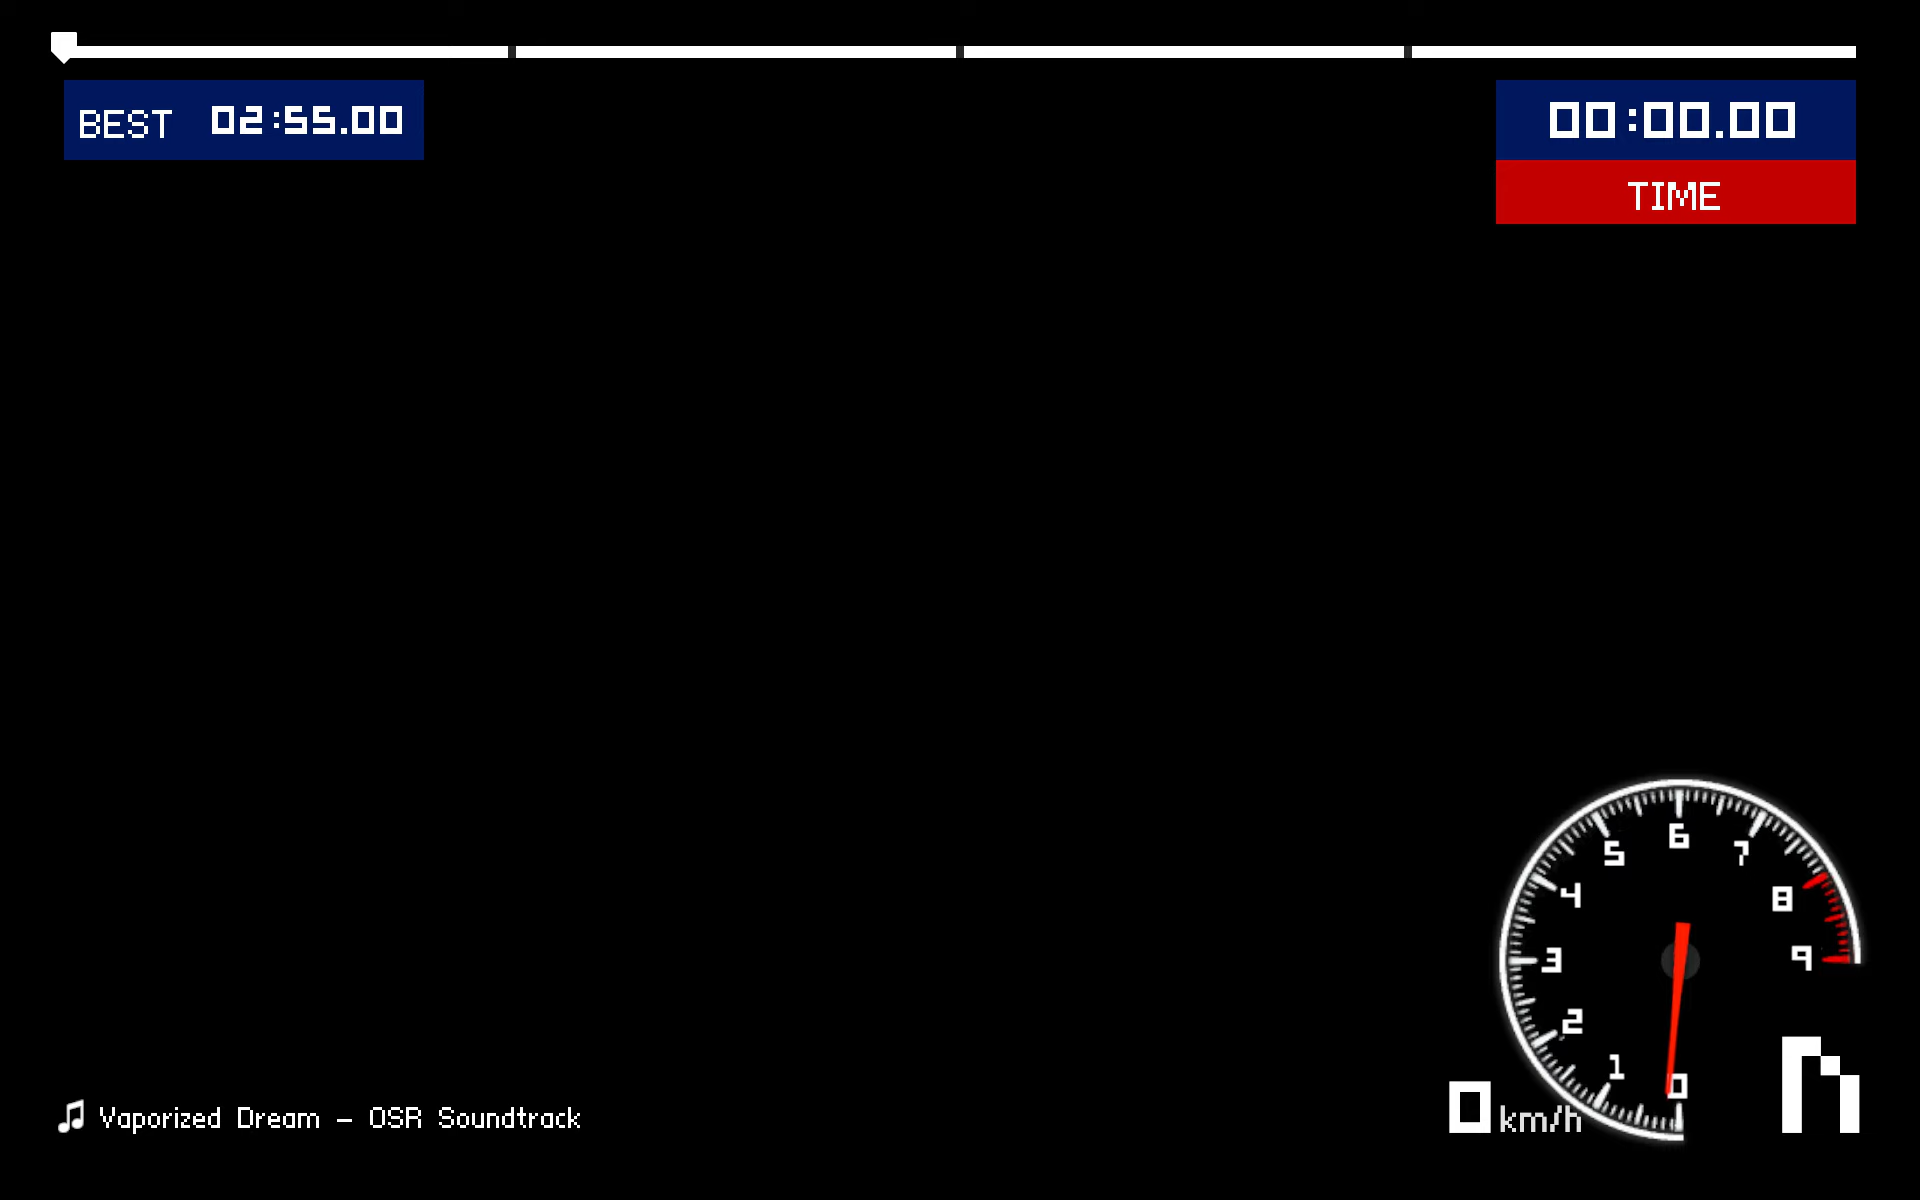 BEST 02:55.00
00:00.00
TIME
6
5 7
4 8
3 9
2
1 0
0 km/h N
Vaporized Dream – OSR Soundtrack